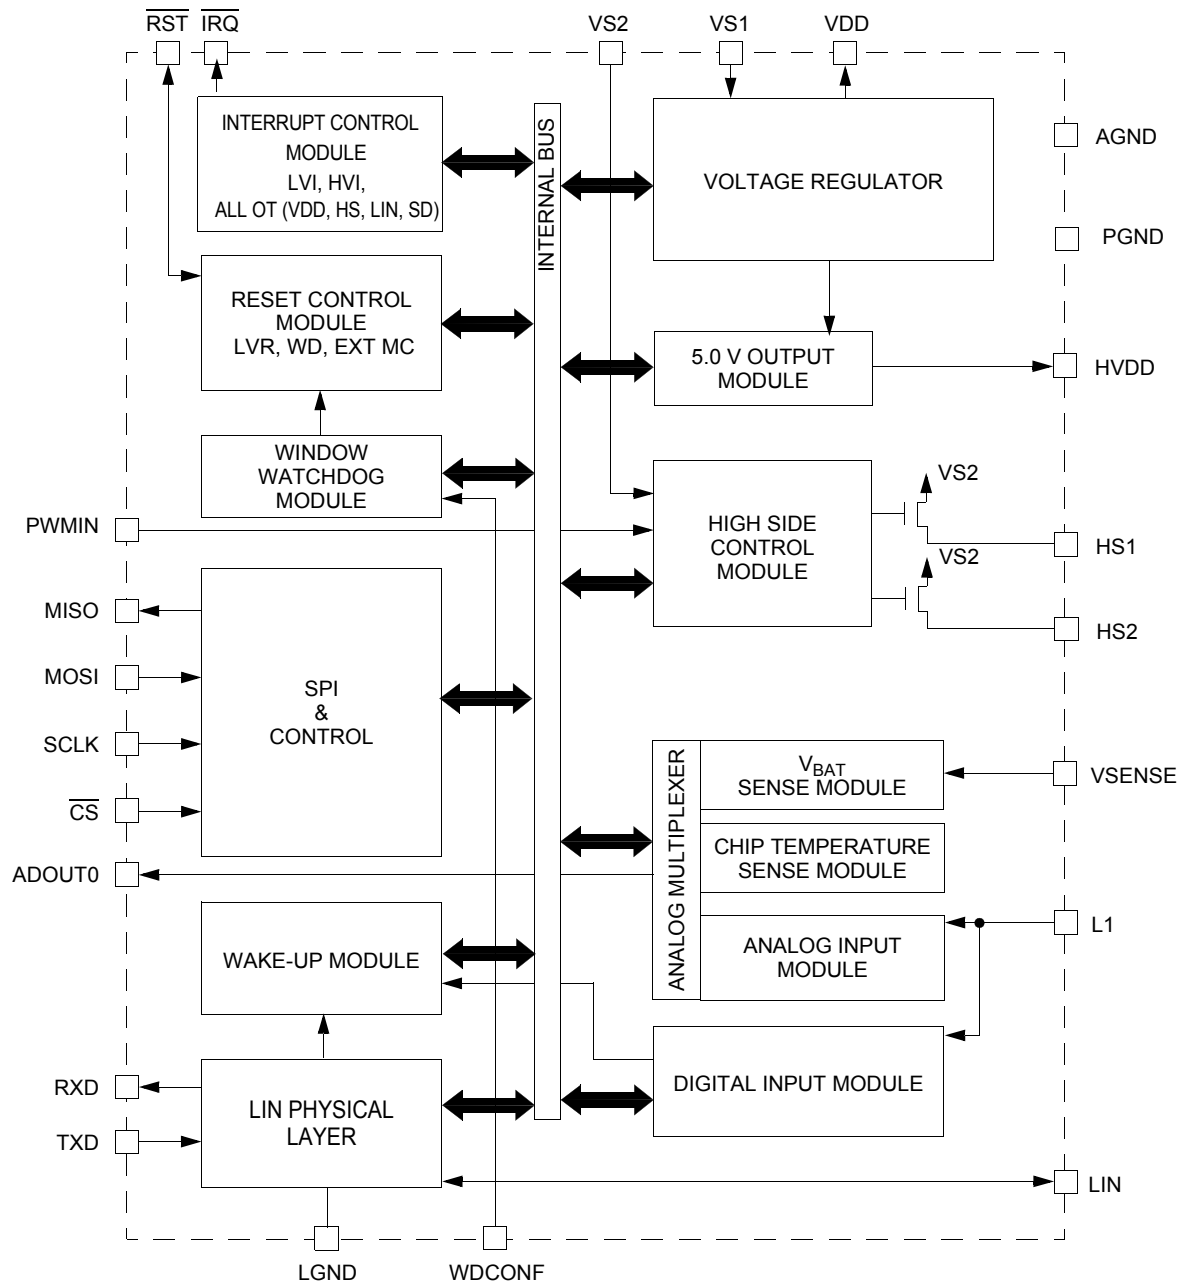 RST
IRQ
VS2
VS1
VDD
INTERRUPT CONTROL
MODULE
LVI, HVI,
ALL OT (VDD, HS, LIN, SD)
INTERNAL BUS
VOLTAGE REGULATOR
AGND
PGND
RESET CONTROL
MODULE
LVR, WD, EXT MC
5.0 V OUTPUT
MODULE
HVDD
WINDOW
WATCHDOG
MODULE
PWMIN
HIGH SIDE
CONTROL
MODULE
VS2
HS1
VS2
HS2
MISO
MOSI
SCLK
CS
SPI
&
CONTROL
ADOUT0
ANALOG MULTIPLEXER
VBAT
SENSE MODULE
VSENSE
CHIP TEMPERATURE
SENSE MODULE
ANALOG INPUT
MODULE
L1
WAKE-UP MODULE
DIGITAL INPUT MODULE
RXD
TXD
LIN PHYSICAL
LAYER
LIN
LGND
WDCONF